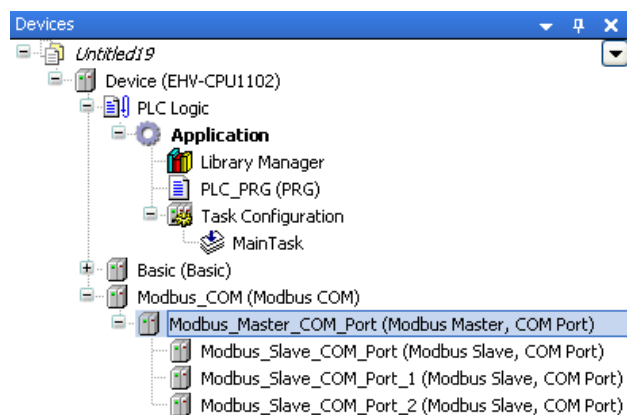 Devices
Untitled19
Device (EHV-CPU1102)
PLC Logic
Application
Library Manager
PLC_PRG (PRG)
Task Configuration
MainTask
Basic (Basic)
Modbus_COM (Modbus COM)
Modbus_Master_COM_Port (Modbus Master, COM Port)
Modbus_Slave_COM_Port (Modbus Slave, COM Port)
Modbus_Slave_COM_Port_1 (Modbus Slave, COM Port)
Modbus_Slave_COM_Port_2 (Modbus Slave, COM Port)